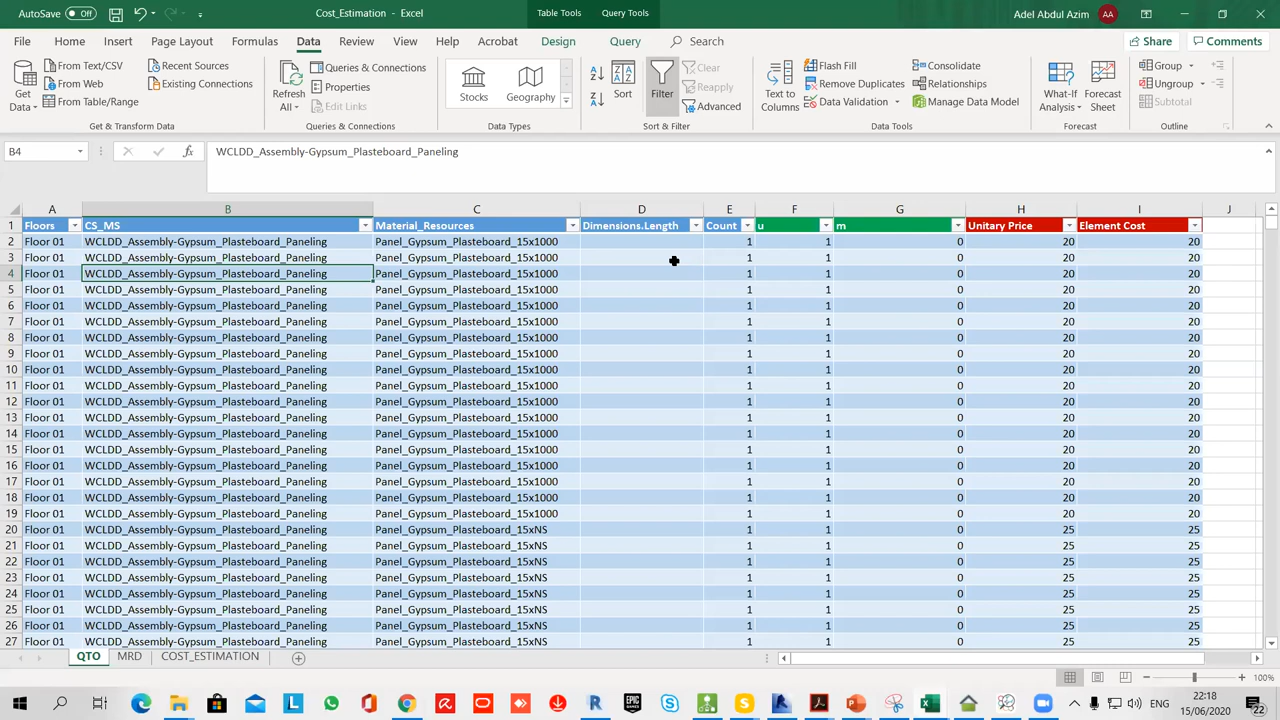 AutoSave Off Cost_Estimation - Excel Table Tools Query Tools Adel Abdul Azim AA
File Home Insert Page Layout Formulas Data Review View Help Acrobat Design Query Search Share Comments
Get Data From Text/CSV From Web From Table/Range Recent Sources Existing Connections Refresh All Queries & Connections Properties Edit Links Stocks Geography Sort Filter Clear Reapply Advanced Text to Columns Flash Fill Remove Duplicates Data Validation Consolidate Relationships Manage Data Model What-If Analysis Forecast Sheet Group Ungroup Subtotal
Get & Transform Data Queries & Connections Data Types Sort & Filter Data Tools Forecast Outline
B4 fx WCLDD_Assembly-Gypsum_Plasteboard_Paneling
A B C D E F G H I J
1 Floors CS_MS Material_Resources Dimensions.Length Count u m Unitary Price Element Cost
2 Floor 01 WCLDD_Assembly-Gypsum_Plasteboard_Paneling Panel_Gypsum_Plasteboard_15x1000 1 1 0 20 20
3 Floor 01 WCLDD_Assembly-Gypsum_Plasteboard_Paneling Panel_Gypsum_Plasteboard_15x1000 1 1 0 20 20
4 Floor 01 WCLDD_Assembly-Gypsum_Plasteboard_Paneling Panel_Gypsum_Plasteboard_15x1000 1 1 0 20 20
5 Floor 01 WCLDD_Assembly-Gypsum_Plasteboard_Paneling Panel_Gypsum_Plasteboard_15x1000 1 1 0 20 20
6 Floor 01 WCLDD_Assembly-Gypsum_Plasteboard_Paneling Panel_Gypsum_Plasteboard_15x1000 1 1 0 20 20
7 Floor 01 WCLDD_Assembly-Gypsum_Plasteboard_Paneling Panel_Gypsum_Plasteboard_15x1000 1 1 0 20 20
8 Floor 01 WCLDD_Assembly-Gypsum_Plasteboard_Paneling Panel_Gypsum_Plasteboard_15x1000 1 1 0 20 20
9 Floor 01 WCLDD_Assembly-Gypsum_Plasteboard_Paneling Panel_Gypsum_Plasteboard_15x1000 1 1 0 20 20
10 Floor 01 WCLDD_Assembly-Gypsum_Plasteboard_Paneling Panel_Gypsum_Plasteboard_15x1000 1 1 0 20 20
11 Floor 01 WCLDD_Assembly-Gypsum_Plasteboard_Paneling Panel_Gypsum_Plasteboard_15x1000 1 1 0 20 20
12 Floor 01 WCLDD_Assembly-Gypsum_Plasteboard_Paneling Panel_Gypsum_Plasteboard_15x1000 1 1 0 20 20
13 Floor 01 WCLDD_Assembly-Gypsum_Plasteboard_Paneling Panel_Gypsum_Plasteboard_15x1000 1 1 0 20 20
14 Floor 01 WCLDD_Assembly-Gypsum_Plasteboard_Paneling Panel_Gypsum_Plasteboard_15x1000 1 1 0 20 20
15 Floor 01 WCLDD_Assembly-Gypsum_Plasteboard_Paneling Panel_Gypsum_Plasteboard_15x1000 1 1 0 20 20
16 Floor 01 WCLDD_Assembly-Gypsum_Plasteboard_Paneling Panel_Gypsum_Plasteboard_15x1000 1 1 0 20 20
17 Floor 01 WCLDD_Assembly-Gypsum_Plasteboard_Paneling Panel_Gypsum_Plasteboard_15x1000 1 1 0 20 20
18 Floor 01 WCLDD_Assembly-Gypsum_Plasteboard_Paneling Panel_Gypsum_Plasteboard_15x1000 1 1 0 20 20
19 Floor 01 WCLDD_Assembly-Gypsum_Plasteboard_Paneling Panel_Gypsum_Plasteboard_15x1000 1 1 0 20 20
20 Floor 01 WCLDD_Assembly-Gypsum_Plasteboard_Paneling Panel_Gypsum_Plasteboard_15xNS 1 1 0 25 25
21 Floor 01 WCLDD_Assembly-Gypsum_Plasteboard_Paneling Panel_Gypsum_Plasteboard_15xNS 1 1 0 25 25
22 Floor 01 WCLDD_Assembly-Gypsum_Plasteboard_Paneling Panel_Gypsum_Plasteboard_15xNS 1 1 0 25 25
23 Floor 01 WCLDD_Assembly-Gypsum_Plasteboard_Paneling Panel_Gypsum_Plasteboard_15xNS 1 1 0 25 25
24 Floor 01 WCLDD_Assembly-Gypsum_Plasteboard_Paneling Panel_Gypsum_Plasteboard_15xNS 1 1 0 25 25
25 Floor 01 WCLDD_Assembly-Gypsum_Plasteboard_Paneling Panel_Gypsum_Plasteboard_15xNS 1 1 0 25 25
26 Floor 01 WCLDD_Assembly-Gypsum_Plasteboard_Paneling Panel_Gypsum_Plasteboard_15xNS 1 1 0 25 25
27 Floor 01 WCLDD_Assembly-Gypsum_Plasteboard_Paneling Panel_Gypsum_Plasteboard_15xNS 1 1 0 25 25
QTO MRD COST_ESTIMATION
100%
ENG 22:18
15/06/2020 22